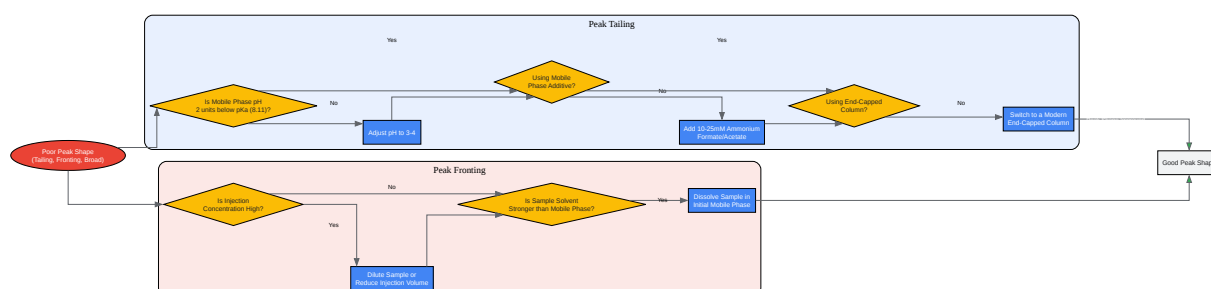 Peak Tailing
Yes
Yes
Using Mobile
Phase Additive?
Is Mobile Phase pH
2 units below pKa (8.11)?
No
No
Using End-Capped
Column?
No
Adjust pH to 3-4
Add 10-25mM Ammonium
Formate/Acetate
Switch to a Modern
End-Capped Column
Poor Peak Shape
(Tailing, Fronting, Broad)
Good Peak Shap
Peak Fronting
Is Injection
Concentration High?
No
Yes
Is Sample Solvent
Stronger than Mobile Phase?
Yes
Dissolve Sample in
Initial Mobile Phase
Dilute Sample or
Reduce Injection Volume